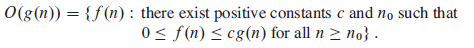 O(g(n)) = { f(n) : there exist positive constants c and n₀ such that
0 ≤ f(n) ≤ cg(n) for all n ≥ n₀} .